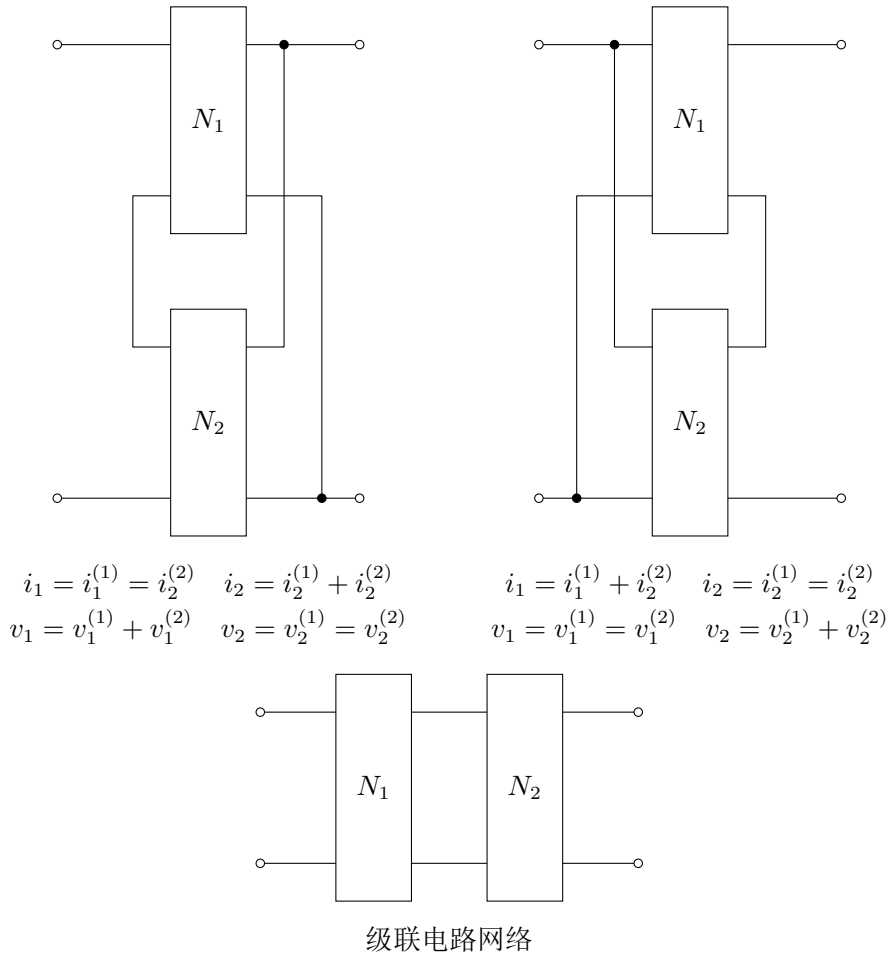 N₁
N₁
N₂
N₂
i₁ = i₁⁽¹⁾ = i₂⁽²⁾ i₂ = i₂⁽¹⁾ + i₂⁽²⁾
v₁ = v₁⁽¹⁾ + v₁⁽²⁾ v₂ = v₂⁽¹⁾ = v₂⁽²⁾
i₁ = i₁⁽¹⁾ + i₂⁽²⁾ i₂ = i₂⁽¹⁾ = i₂⁽²⁾
v₁ = v₁⁽¹⁾ = v₁⁽²⁾ v₂ = v₂⁽¹⁾ + v₂⁽²⁾
N₁
N₂
级联电路网络